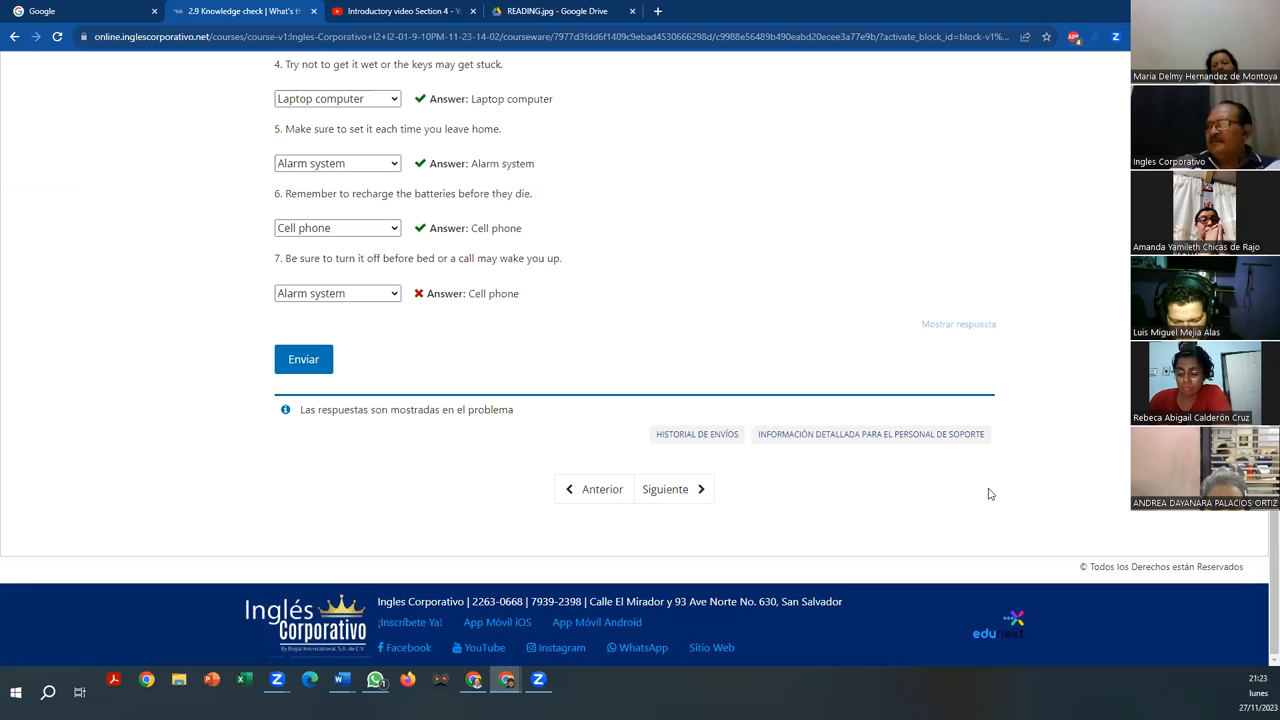 Google
2.9 Knowledge check | What's th
Introductory video Section 4 - Yo
READING.jpg - Google Drive
online.inglescorporativo.net/courses/course-v1:Ingles-Corporativo+I2+I2-01-9-10PM-11-23-14-02/courseware/7977d3fdd6f1409c9ebad4530666298d/c9988e56489b490eabd20ecee3a77e9b/?activate_block_id=block-v1%...
4. Try not to get it wet or the keys may get stuck.
Laptop computer
Answer: Laptop computer
5. Make sure to set it each time you leave home.
Alarm system
Answer: Alarm system
6. Remember to recharge the batteries before they die.
Cell phone
Answer: Cell phone
7. Be sure to turn it off before bed or a call may wake you up.
Alarm system
Answer: Cell phone
Mostrar respuesta
Enviar
Las respuestas son mostradas en el problema
HISTORIAL DE ENVÍOS
INFORMACIÓN DETALLADA PARA EL PERSONAL DE SOPORTE
Anterior
Siguiente
© Todos los Derechos están Reservados
Inglés Corporativo
By Regal International, S.A. de C.V.
Ingles Corporativo | 2263-0668 | 7939-2398 | Calle El Mirador y 93 Ave Norte No. 630, San Salvador
¡Inscríbete Ya!
App Móvil iOS
App Móvil Android
Facebook
YouTube
Instagram
WhatsApp
Sitio Web
edunext
Maria Delmy Hernandez de Montoya
Ingles Corporativo
Amanda Yamileth Chicas de Rajo
Luis Miguel Mejia Alas
Rebeca Abigail Calderón Cruz
ANDREA DAYANARA PALACIOS ORTIZ
21:23
lunes
27/11/2023